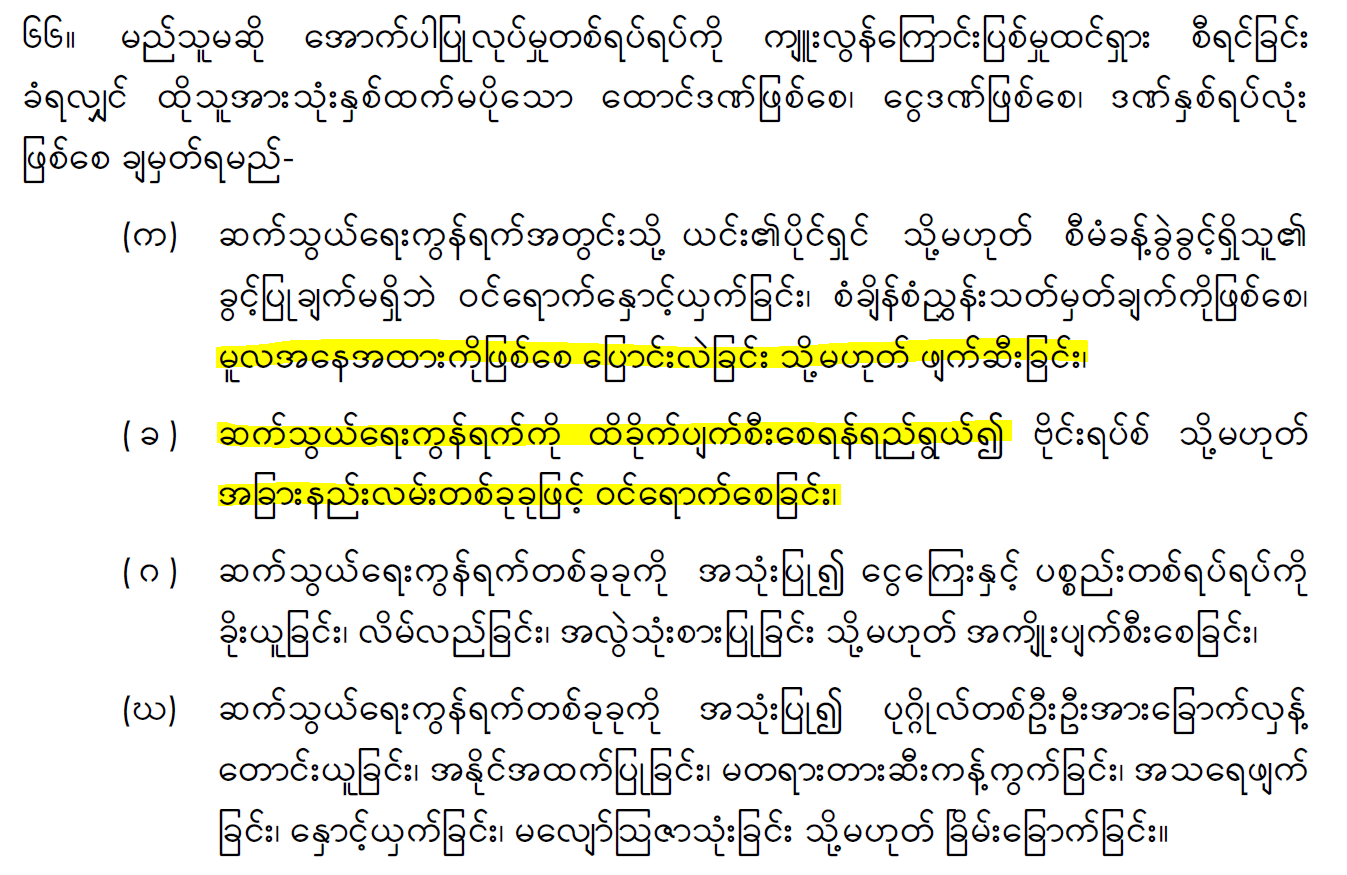 ၆၆။ မည်သူမဆို အောက်ပါပြုလုပ်မှုတစ်ရပ်ရပ်ကို ကျူးလွန်ကြောင်းပြစ်မှုထင်ရှား စီရင်ခြင်း
ခံရလျှင် ထိုသူအားသုံးနှစ်ထက်မပိုသော ထောင်ဒဏ်ဖြစ်စေ၊ ငွေဒဏ်ဖြစ်စေ၊ ဒဏ်နှစ်ရပ်လုံး
ဖြစ်စေ ချမှတ်ရမည်-
(က) ဆက်သွယ်ရေးကွန်ရက်အတွင်းသို့ ယင်း၏ပိုင်ရှင် သို့မဟုတ် စီမံခန့်ခွဲခွင့်ရှိသူ၏
ခွင့်ပြုချက်မရှိဘဲ ဝင်ရောက်နှောင့်ယှက်ခြင်း၊ စံချိန်စံညွှန်းသတ်မှတ်ချက်ကိုဖြစ်စေ၊
မူလအနေအထားကိုဖြစ်စေ ပြောင်းလဲခြင်း သို့မဟုတ် ဖျက်ဆီးခြင်း၊
(ခ) ဆက်သွယ်ရေးကွန်ရက်ကို ထိခိုက်ပျက်စီးစေရန်ရည်ရွယ်၍ ဗိုင်းရပ်စ် သို့မဟုတ်
အခြားနည်းလမ်းတစ်ခုခုဖြင့် ဝင်ရောက်စေခြင်း၊
(ဂ) ဆက်သွယ်ရေးကွန်ရက်တစ်ခုခုကို အသုံးပြု၍ ငွေကြေးနှင့် ပစ္စည်းတစ်ရပ်ရပ်ကို
ခိုးယူခြင်း၊ လိမ်လည်ခြင်း၊ အလွဲသုံးစားပြုခြင်း သို့မဟုတ် အကျိုးပျက်စီးစေခြင်း၊
(ဃ) ဆက်သွယ်ရေးကွန်ရက်တစ်ခုခုကို အသုံးပြု၍ ပုဂ္ဂိုလ်တစ်ဦးဦးအားခြောက်လှန့်
တောင်းယူခြင်း၊ အနိုင်အထက်ပြုခြင်း၊ မတရားတားဆီးကန့်ကွက်ခြင်း၊ အသရေဖျက်
ခြင်း၊ နှောင့်ယှက်ခြင်း၊ မလျော်ဩဇာသုံးခြင်း သို့မဟုတ် ခြိမ်းခြောက်ခြင်း။